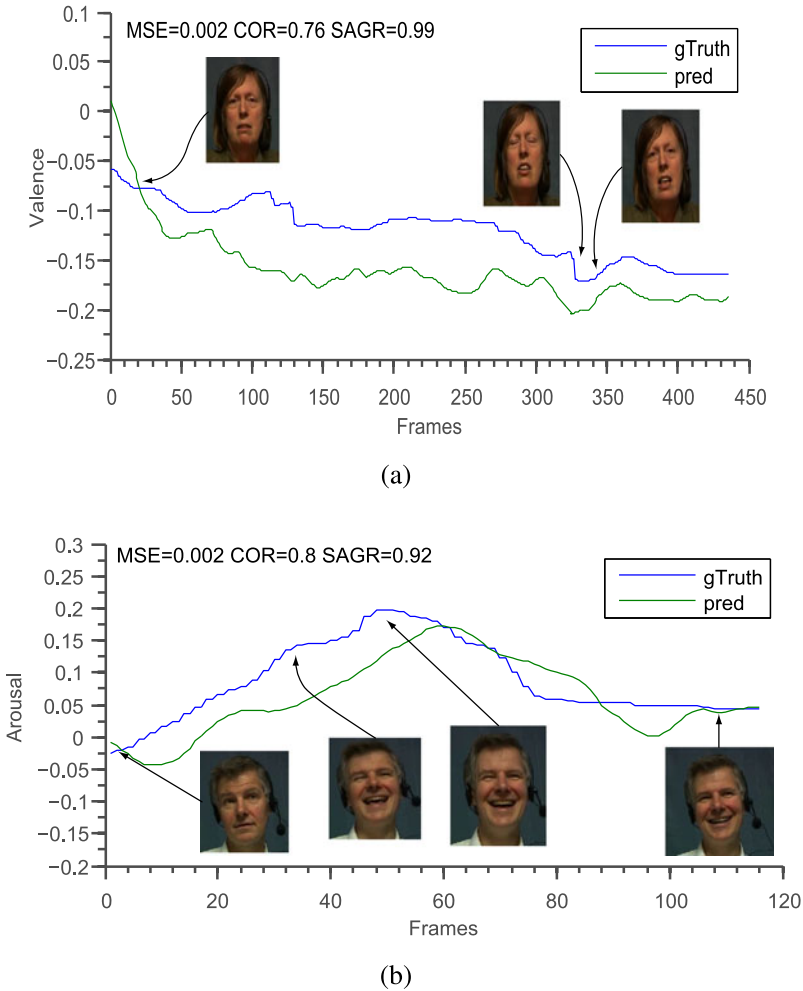 MSE=0.002 COR=0.76 SAGR=0.99
gTruth
pred
0.1
0.05
0
−0.05
−0.1
−0.15
−0.2
−0.25
Valence
0 50 100 150 200 250 300 350 400 450
Frames
(a)
MSE=0.002 COR=0.8 SAGR=0.92
gTruth
pred
0.3
0.25
0.2
0.15
0.1
0.05
0
−0.05
−0.1
−0.15
−0.2
Arousal
0 20 40 60 80 100 120
Frames
(b)